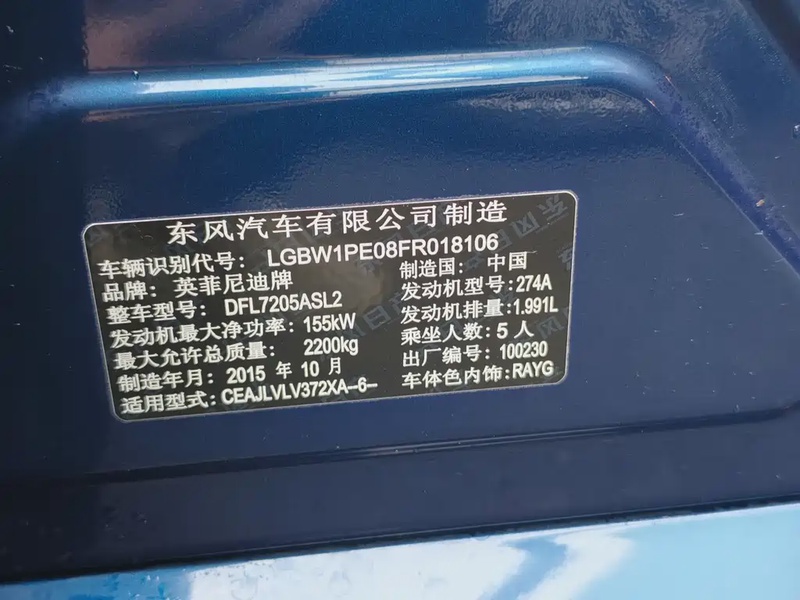 东风汽车有限公司制造
车辆识别代号: LGBW1PE08FR018106
品牌: 英菲尼迪牌 制造国: 中国
整车型号: DFL7205ASL2 发动机型号: 274A
发动机最大净功率: 155kW 发动机排量: 1.991L
最大允许总质量: 2200kg 乘坐人数: 5 人
制造年月: 2015 年 10 月 出厂编号: 100230
适用型式: CEAJLVLV372XA-6- 车体色内饰: RAYG